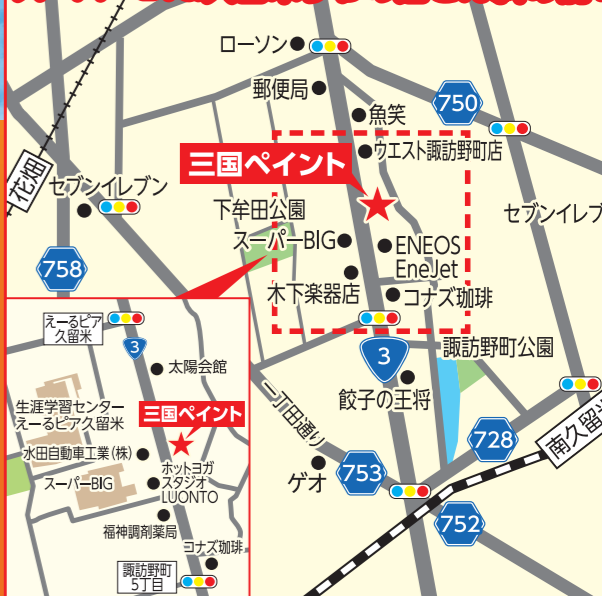 ローソン
郵便局
魚笑
750
ウエスト諏訪野町店
三国ペイント
花畑
セブンイレブン
下牟田公園
セブンイレブ
スーパーBIG
ENEOS
EneJet
758
木下楽器店
コナズ珈琲
3
諏訪野町公園
餃子の王将
一丁田通り
728
南久留米
753
ゲオ
752
えーるピア
久留米
3
太陽会館
生涯学習センター
えーるピア久留米
三国ペイント
水田自動車工業(株)
ホットヨガ
スタジオ
LUONTO
スーパーBIG
福神調剤薬局
コナズ珈琲
諏訪野町
5丁目